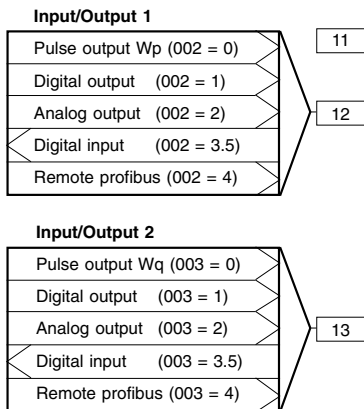 Input/Output 1
Pulse output Wp (002 = 0)
11
Digital output (002 = 1)
Analog output (002 = 2)
12
Digital input (002 = 3.5)
Remote profibus (002 = 4)
Input/Output 2
Pulse output Wq (003 = 0)
Digital output (003 = 1)
Analog output (003 = 2)
13
Digital input (003 = 3.5)
Remote profibus (003 = 4)